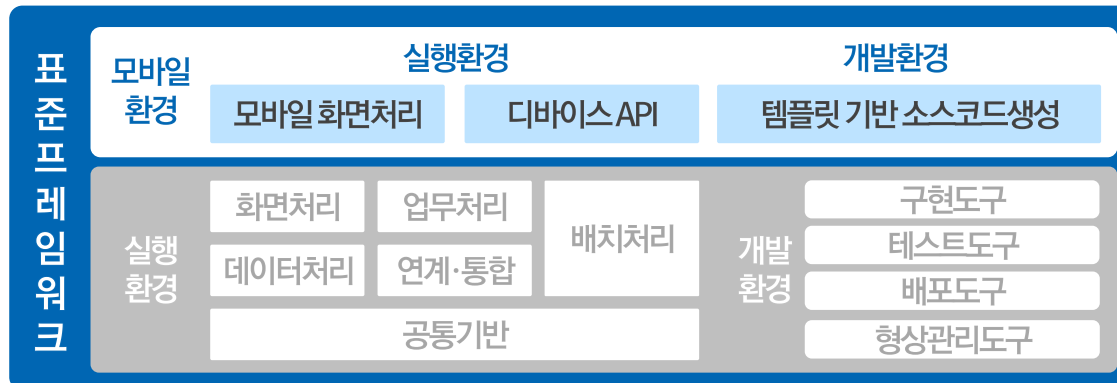 표준프레임워크
모바일
환경
실행환경
모바일 화면처리
디바이스 API
개발환경
템플릿 기반 소스코드생성
실행
환경
화면처리
업무처리
배치처리
데이터처리
연계·통합
공통기반
개발
환경
구현도구
테스트도구
배포도구
형상관리도구